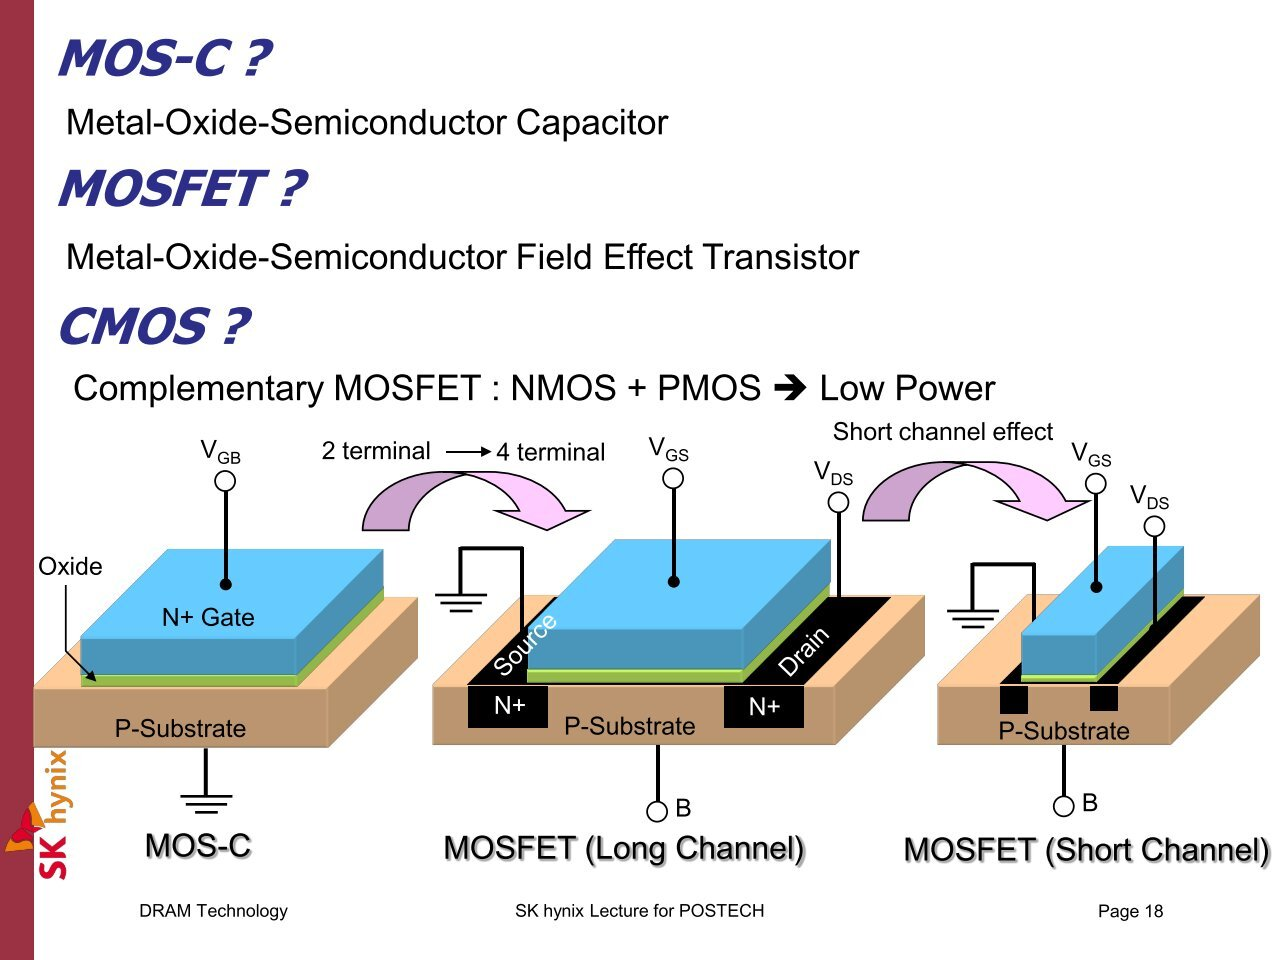 MOS-C ?
Metal-Oxide-Semiconductor Capacitor
MOSFET ?
Metal-Oxide-Semiconductor Field Effect Transistor
CMOS ?
Complementary MOSFET : NMOS + PMOS ➔ Low Power
VGB
2 terminal → 4 terminal
VGS
VDS
Short channel effect
VGS
VDS
Oxide
N+ Gate
P-Substrate
Source
Drain
N+
N+
P-Substrate
P-Substrate
B
B
MOS-C
MOSFET (Long Channel)
MOSFET (Short Channel)
SK hynix
DRAM Technology
SK hynix Lecture for POSTECH
Page 18